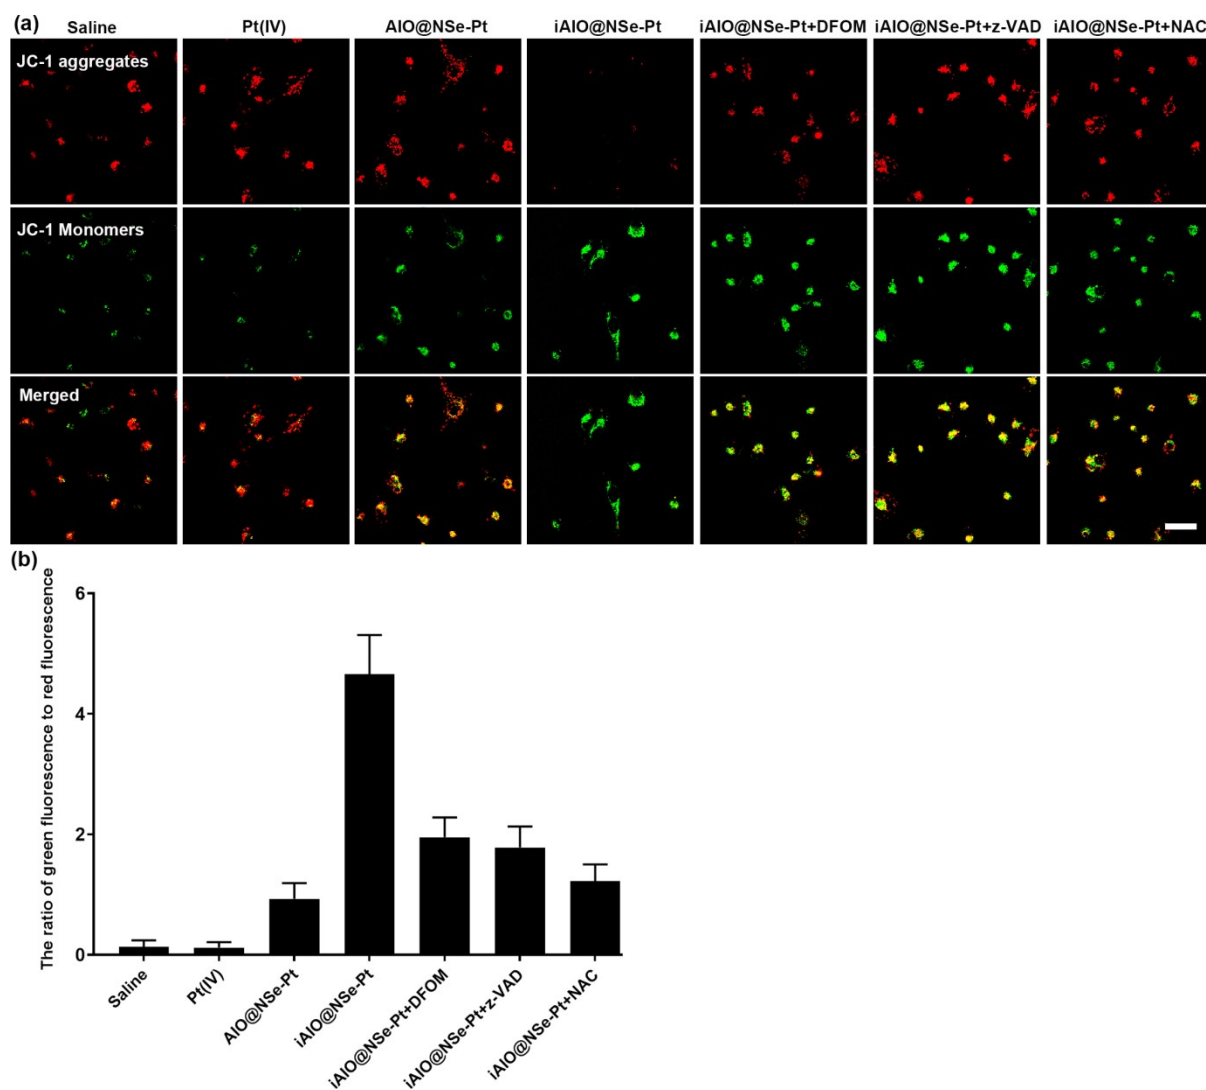 (a)
Saline Pt(IV) AIO@NSe-Pt iAIO@NSe-Pt iAIO@NSe-Pt+DFOM iAIO@NSe-Pt+z-VAD iAIO@NSe-Pt+NAC
JC-1 aggregates
JC-1 Monomers
Merged
(b)
The ratio of green fluorescence to red fluorescence
6
4
2
0
Saline
Pt(IV)
AIO@NSe-Pt
iAIO@NSe-Pt
iAIO@NSe-Pt+DFOM
iAIO@NSe-Pt+z-VAD
iAIO@NSe-Pt+NAC